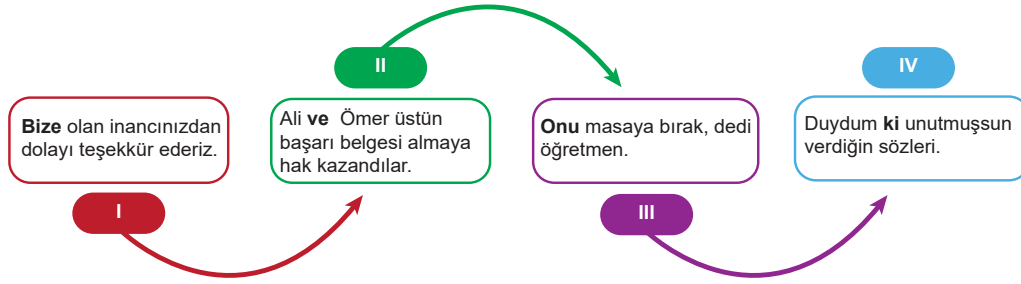 I
Bize olan inancınızdan
dolayı teşekkür ederiz.
II
Ali ve Ömer üstün
başarı belgesi almaya
hak kazandılar.
III
Onu masaya bırak, dedi
öğretmen.
IV
Duydum ki unutmuşsun
verdiğin sözleri.